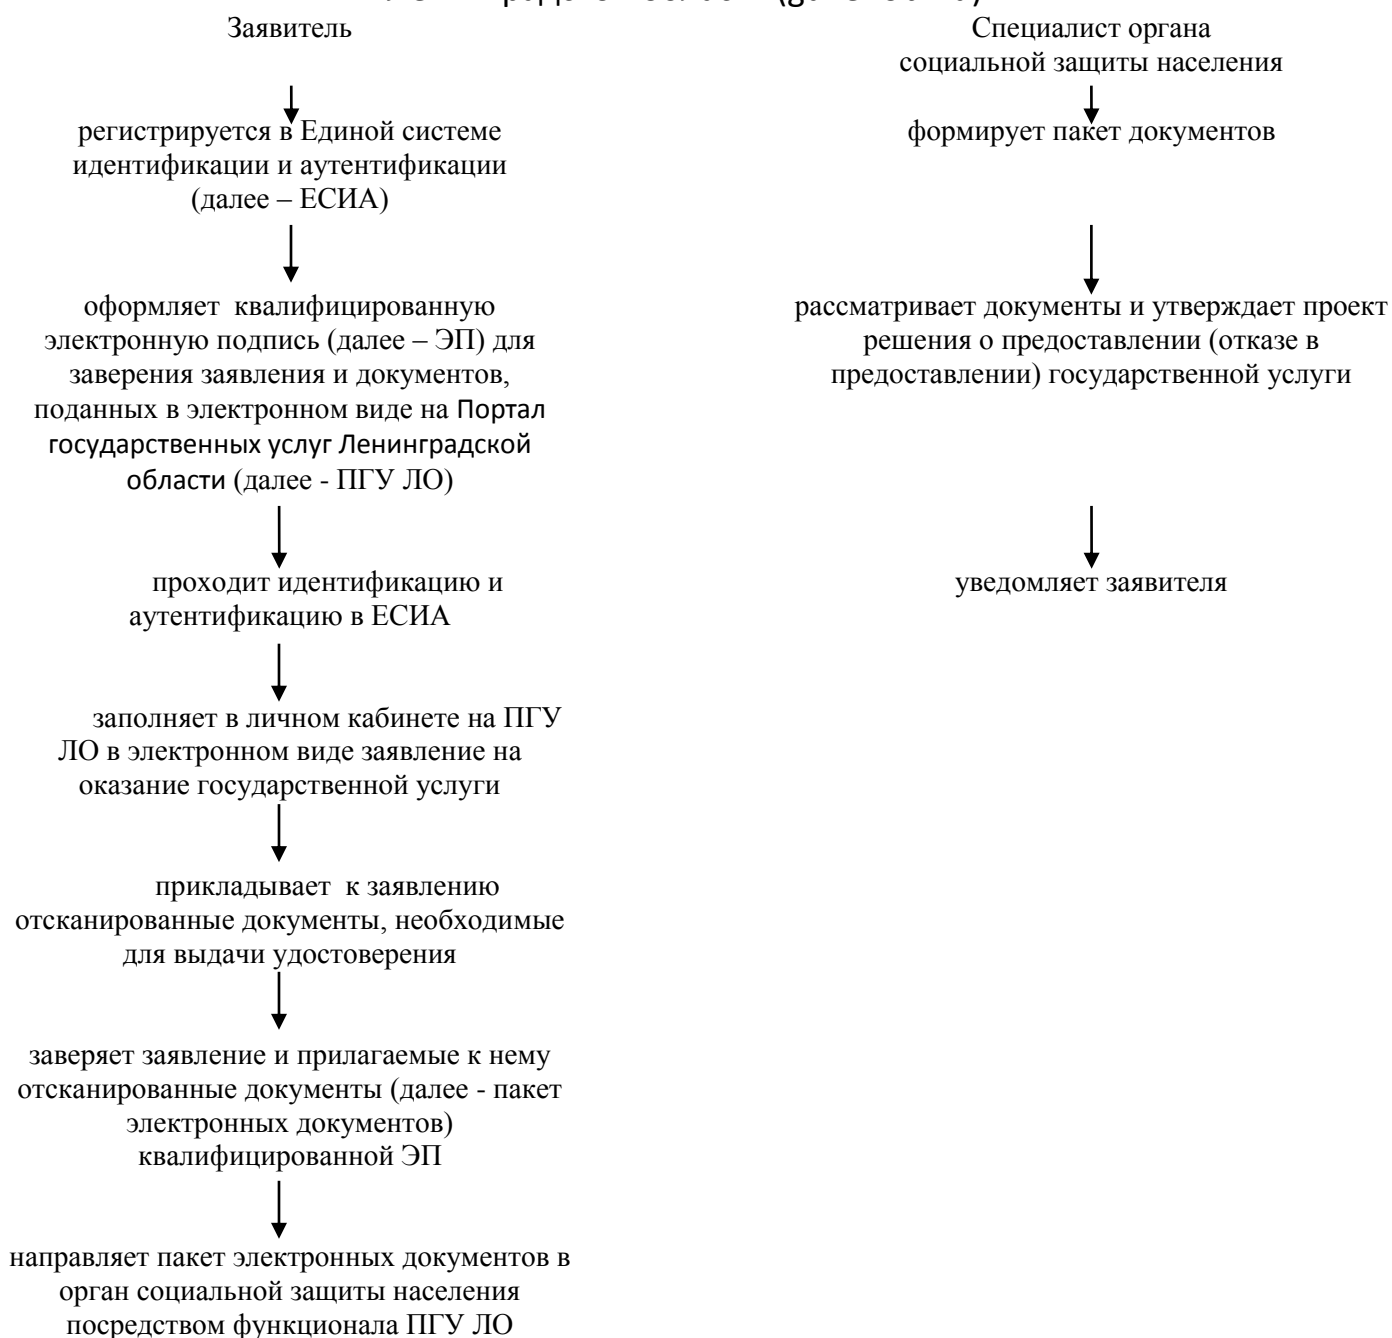 Заявитель
регистрируется в Единой системе
идентификации и аутентификации
(далее – ЕСИА)
оформляет квалифицированную
электронную подпись (далее – ЭП) для
заверения заявления и документов,
поданных в электронном виде на Портал
государственных услуг Ленинградской
области (далее - ПГУ ЛО)
проходит идентификацию и
аутентификацию в ЕСИА
заполняет в личном кабинете на ПГУ
ЛО в электронном виде заявление на
оказание государственной услуги
прикладывает к заявлению
отсканированные документы, необходимые
для выдачи удостоверения
заверяет заявление и прилагаемые к нему
отсканированные документы (далее - пакет
электронных документов)
квалифицированной ЭП
направляет пакет электронных документов в
орган социальной защиты населения
посредством функционала ПГУ ЛО
Специалист органа
социальной защиты населения
формирует пакет документов
рассматривает документы и утверждает проект
решения о предоставлении (отказе в
предоставлении) государственной услуги
уведомляет заявителя